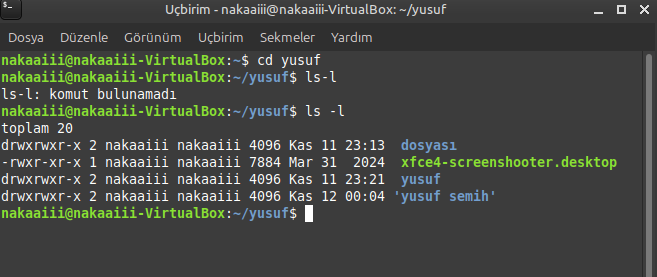 Uçbirim - nakaaiii@nakaaiii-VirtualBox: ~/yusuf
Dosya Düzenle Görünüm Uçbirim Sekmeler Yardım
nakaaiii@nakaaiii-VirtualBox:~$ cd yusuf
nakaaiii@nakaaiii-VirtualBox:~/yusuf$ ls-l
ls-l: komut bulunamadı
nakaaiii@nakaaiii-VirtualBox:~/yusuf$ ls -l
toplam 20
drwxrwxr-x 2 nakaaiii nakaaiii 4096 Kas 11 23:13  dosyası
-rwxr-xr-x 1 nakaaiii nakaaiii 7884 Mar 31  2024  xfce4-screenshooter.desktop
drwxrwxr-x 2 nakaaiii nakaaiii 4096 Kas 11 23:21  yusuf
drwxrwxr-x 2 nakaaiii nakaaiii 4096 Kas 12 00:04 'yusuf semih'
nakaaiii@nakaaiii-VirtualBox:~/yusuf$